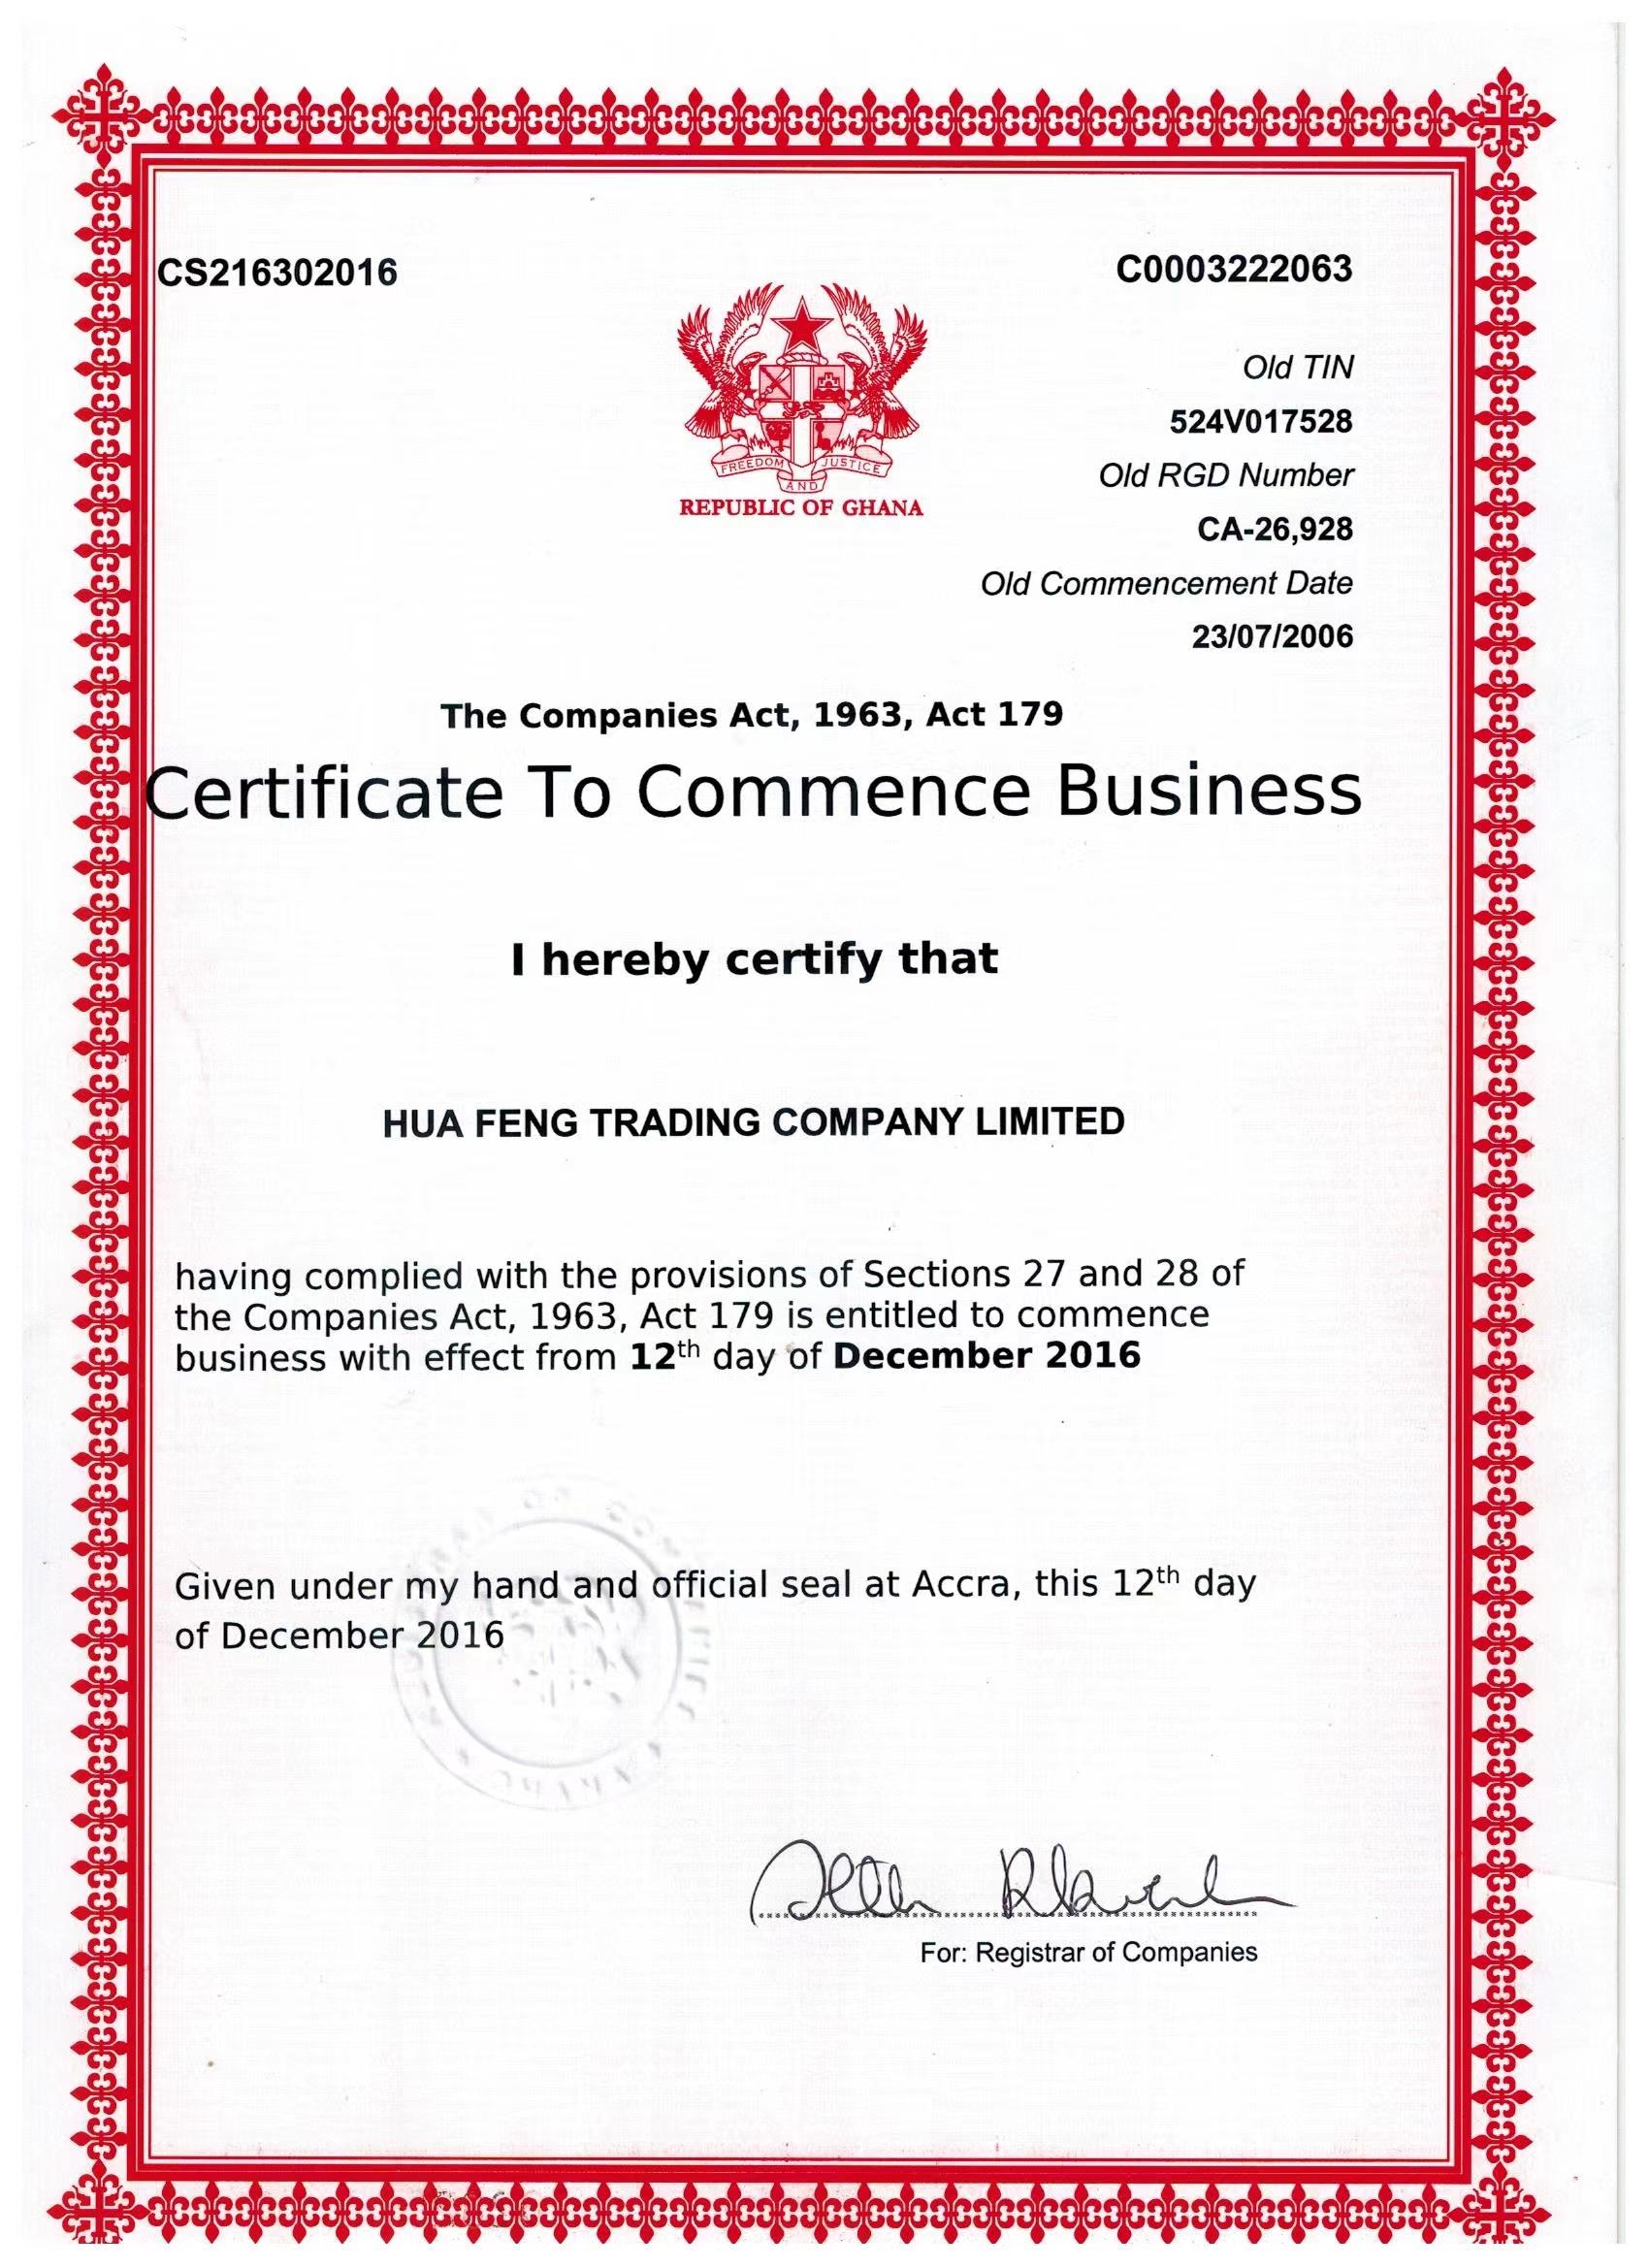 CS216302016
C0003222063
Old TIN
524V017528
Old RGD Number
CA-26,928
Old Commencement Date
23/07/2006
FREEDOM AND JUSTICE
REPUBLIC OF GHANA
The Companies Act, 1963, Act 179
Certificate To Commence Business
I hereby certify that
HUA FENG TRADING COMPANY LIMITED
having complied with the provisions of Sections 27 and 28 of
the Companies Act, 1963, Act 179 is entitled to commence
business with effect from 12th day of December 2016
Given under my hand and official seal at Accra, this 12th day
of December 2016
For: Registrar of Companies